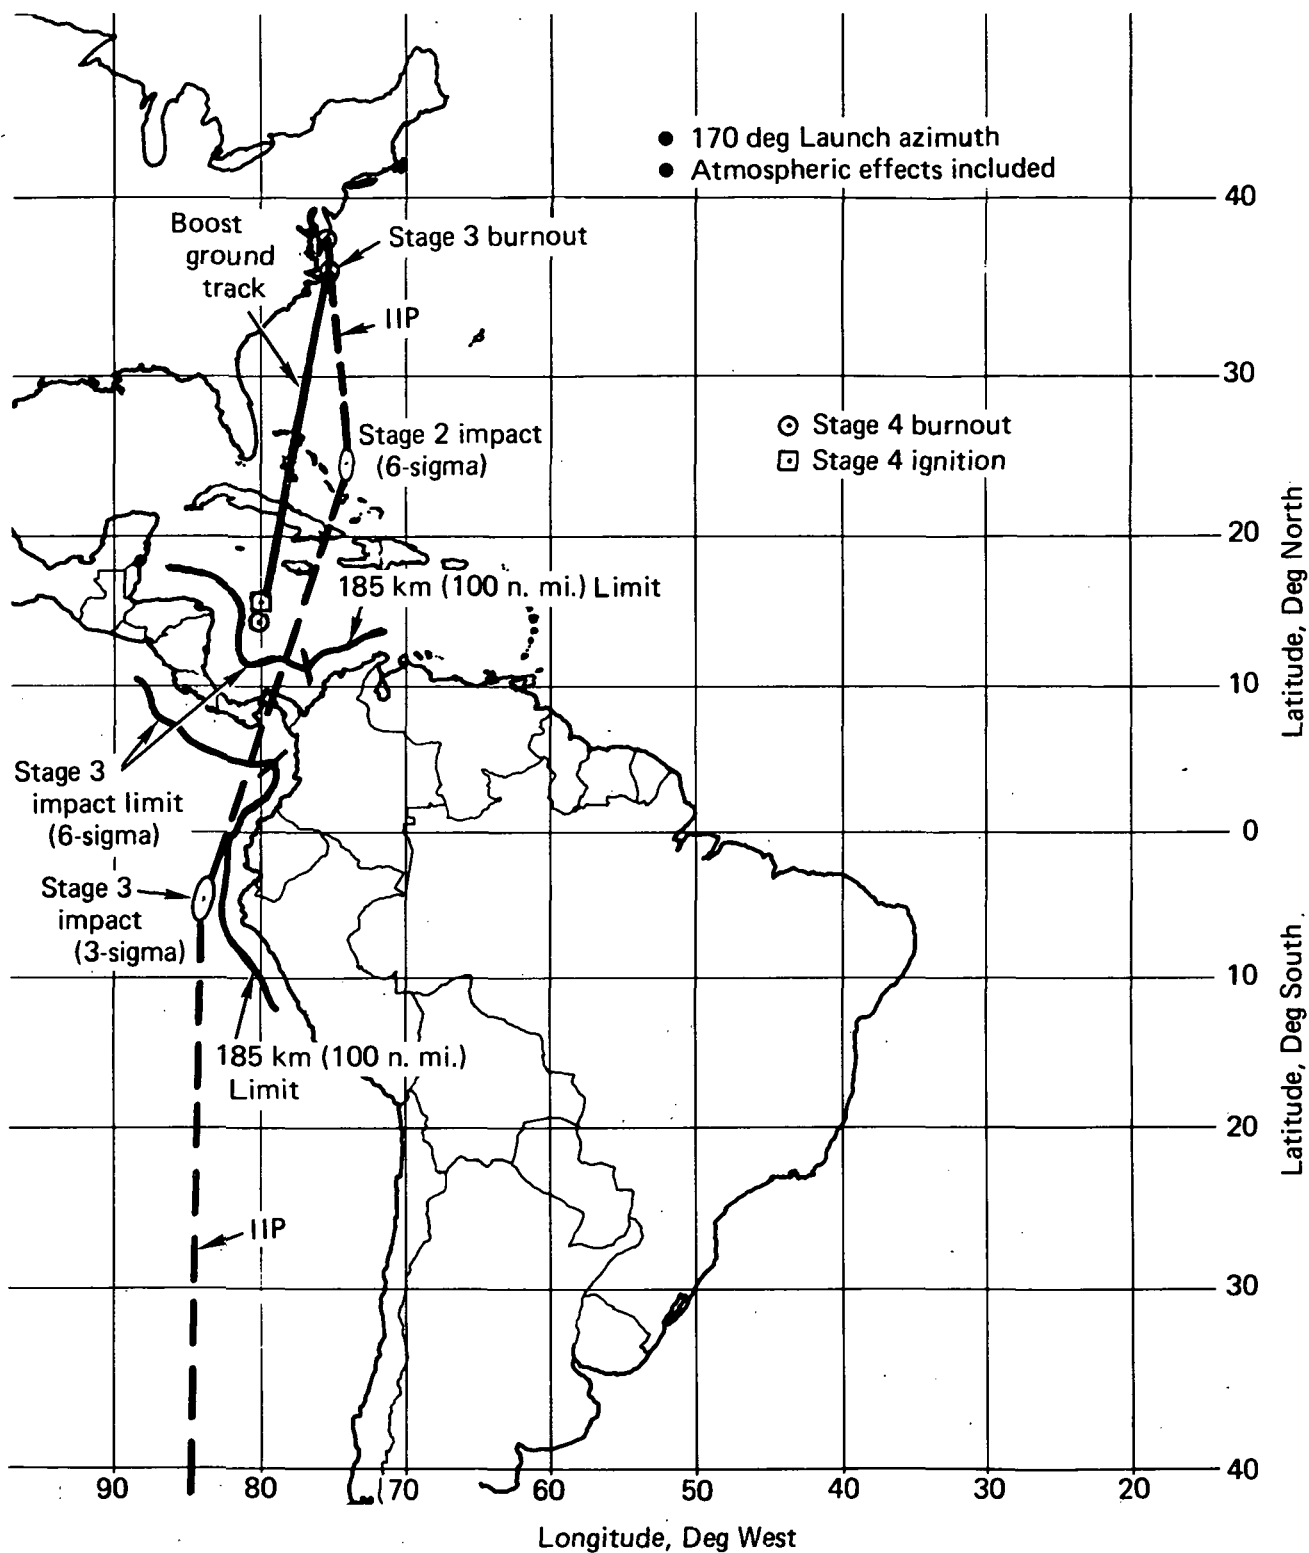 ● 170 deg Launch azimuth
● Atmospheric effects included
40
Boost
ground
track
Stage 3 burnout
IIP
30
Stage 2 impact
(6-sigma)
Stage 4 burnout
Stage 4 ignition
20
Latitude, Deg North
185 km (100 n. mi.) Limit
10
Stage 3
impact limit
(6-sigma)
0
Stage 3
impact
(3-sigma)
10
Latitude, Deg South
185 km (100 n. mi.)
Limit
20
IIP
30
40
90 80 70 60 50 40 30 20
Longitude, Deg West